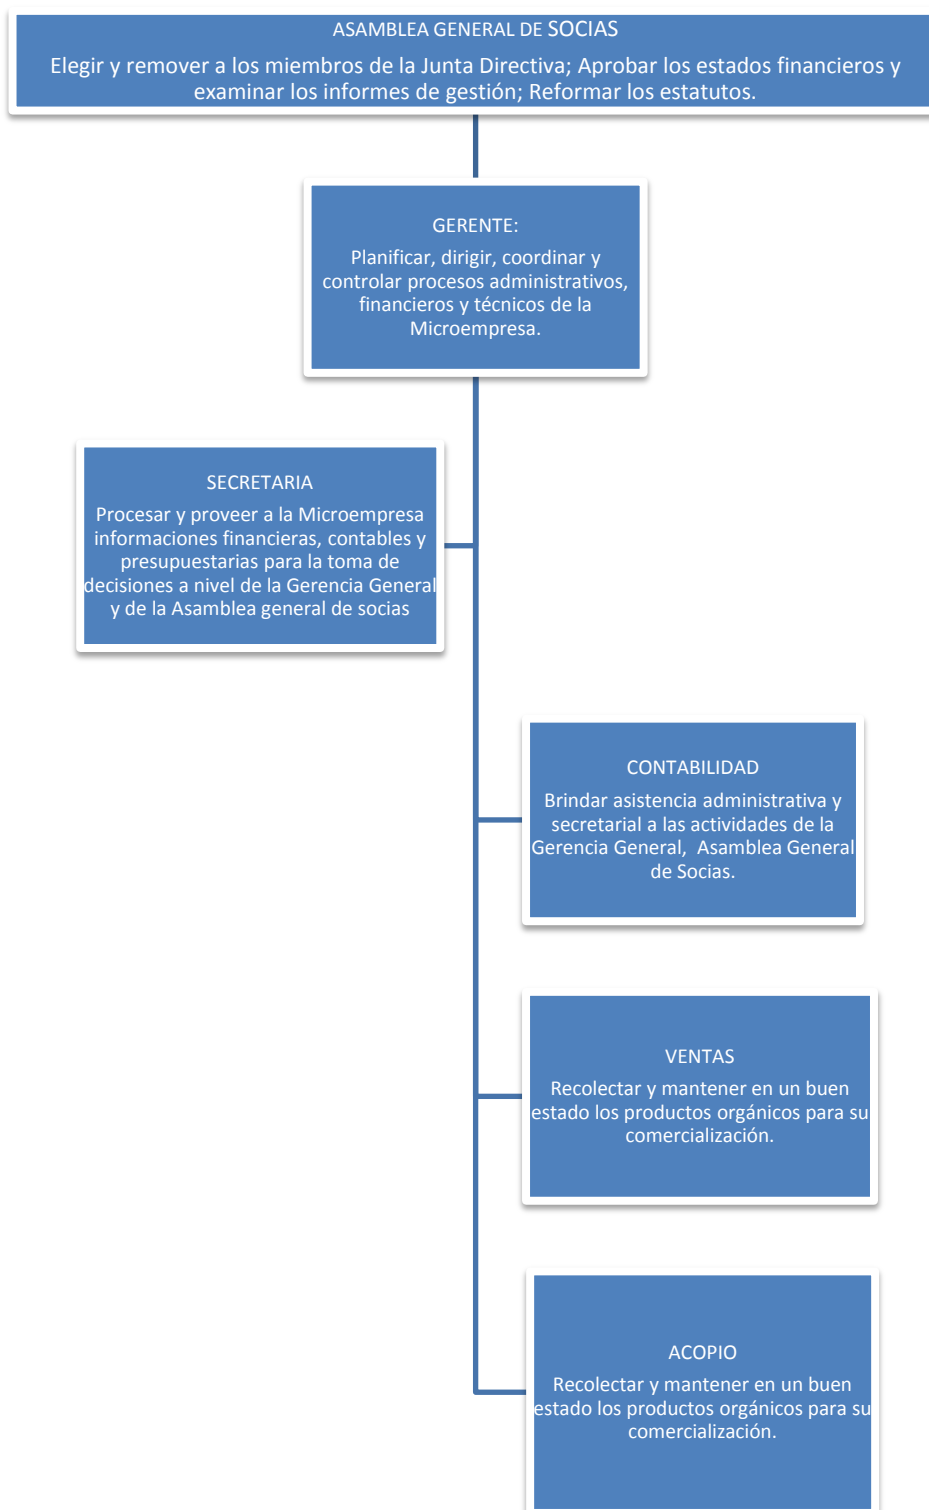 ASAMBLEA GENERAL DE SOCIAS
Elegir y remover a los miembros de la Junta Directiva; Aprobar los estados financieros y
examinar los informes de gestión; Reformar los estatutos.
GERENTE:
Planificar, dirigir, coordinar y
controlar procesos administrativos,
financieros y técnicos de la
Microempresa.
SECRETARIA
Procesar y proveer a la Microempresa
informaciones financieras, contables y
presupuestarias para la toma de
decisiones a nivel de la Gerencia General
y de la Asamblea general de socias
CONTABILIDAD
Brindar asistencia administrativa y
secretarial a las actividades de la
Gerencia General, Asamblea General
de Socias.
VENTAS
Recolectar y mantener en un buen
estado los productos orgánicos para su
comercialización.
ACOPIO
Recolectar y mantener en un buen
estado los productos orgánicos para su
comercialización.